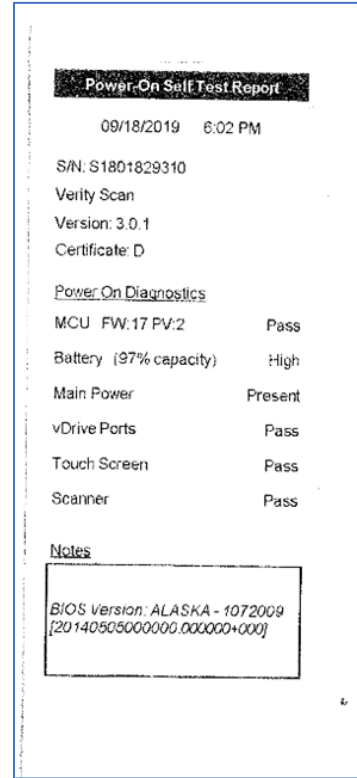 Power-On Self Test Report
09/18/2019 6:02 PM
S/N: S1801829310
Verity Scan
Version: 3.0.1
Certificate: D
Power On Diagnostics
MCU FW:17 PV:2 Pass
Battery (97% capacity) High
Main Power Present
vDrive Ports Pass
Touch Screen Pass
Scanner Pass
Notes
BIOS Version: ALASKA - 1072009
[20140505000000.000000+000]